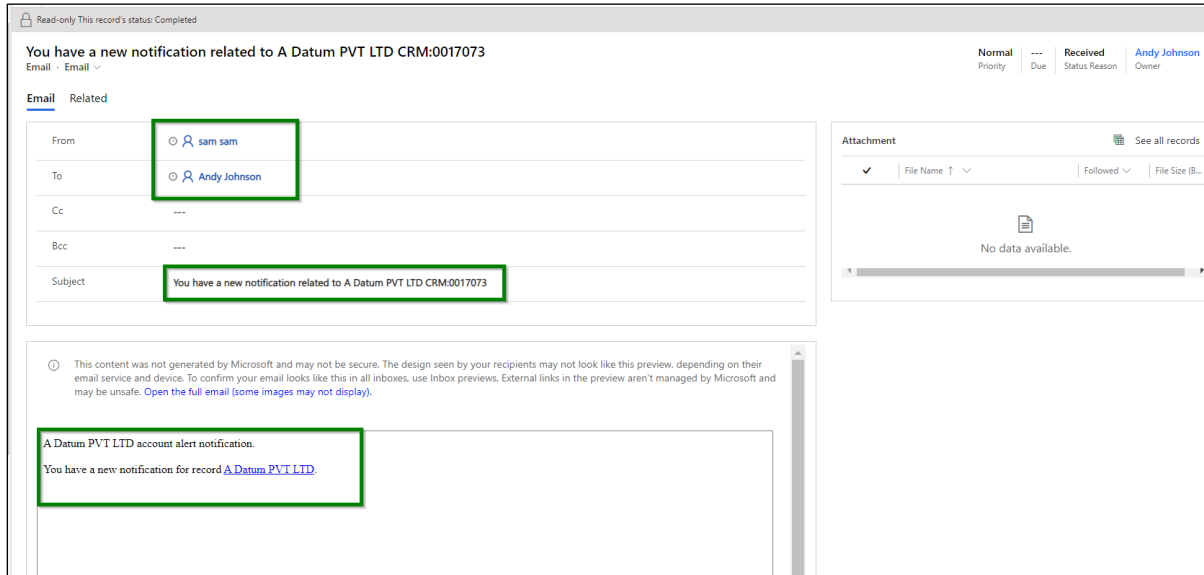 Read-only This record's status: Completed
You have a new notification related to A Datum PVT LTD CRM:0017073
Email · Email
Normal
Priority
---
Due
Received
Status Reason
Andy Johnson
Owner
Email Related
From sam sam
To Andy Johnson
Cc ---
Bcc ---
Subject You have a new notification related to A Datum PVT LTD CRM:0017073
Attachment See all records
File Name ↑ Followed File Size (B...
No data available.
This content was not generated by Microsoft and may not be secure. The design seen by your recipients may not look like this preview, depending on their
email service and device. To confirm your email looks like this in all inboxes, use Inbox previews. External links in the preview aren't managed by Microsoft and
may be unsafe. Open the full email (some images may not display).
A Datum PVT LTD account alert notification.
You have a new notification for record A Datum PVT LTD.